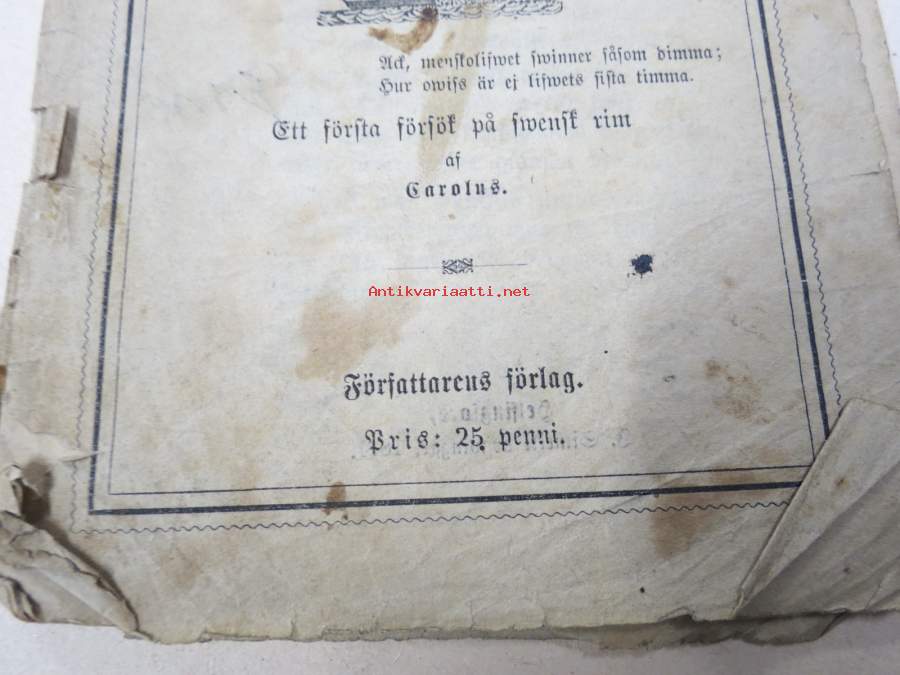 Ack, menskolifwet swinner såsom dimma;
Hur owiss är ej lifwets sista timma.
Ett första försök på swensk rim
af
Carolus.
Antikvariaatti.net
Författarens förlag.
Pris: 25 penni.